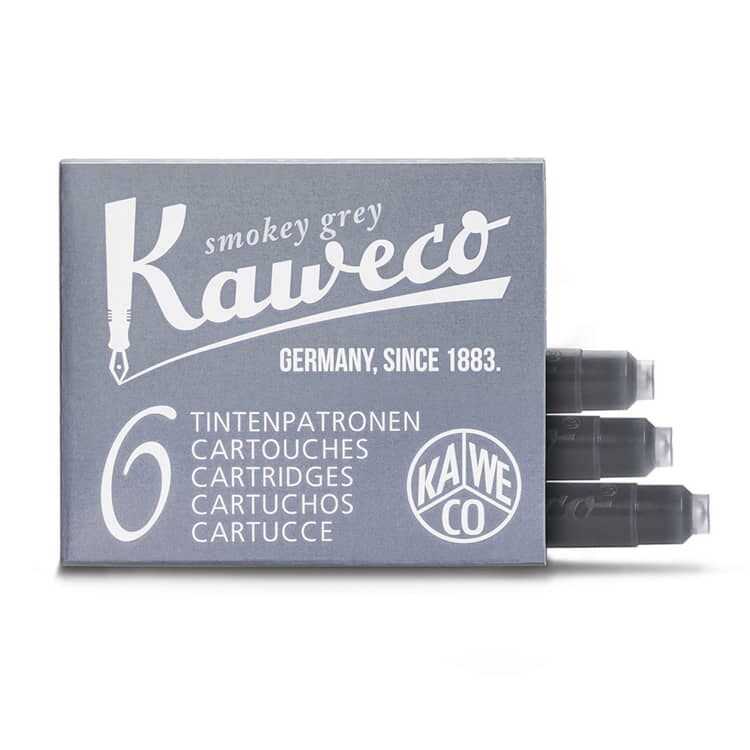 smokey grey
Kaweco
GERMANY, SINCE 1883.
6
TINTENPATRONEN
CARTOUCHES
CARTRIDGES
CARTUCHOS
CARTUCCE
KA WE
CO